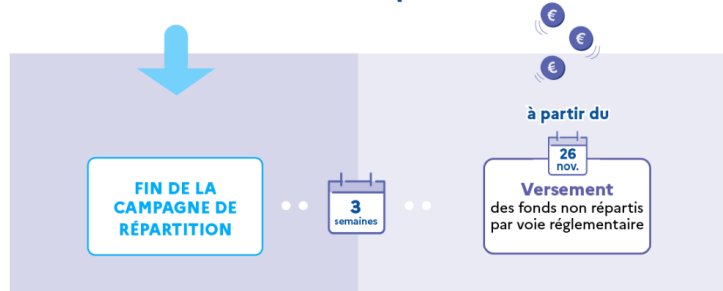 €
€
€
à partir du
26
nov.
FIN DE LA
CAMPAGNE DE
RÉPARTITION
3
semaines
Versement
des fonds non répartis
par voie réglementaire